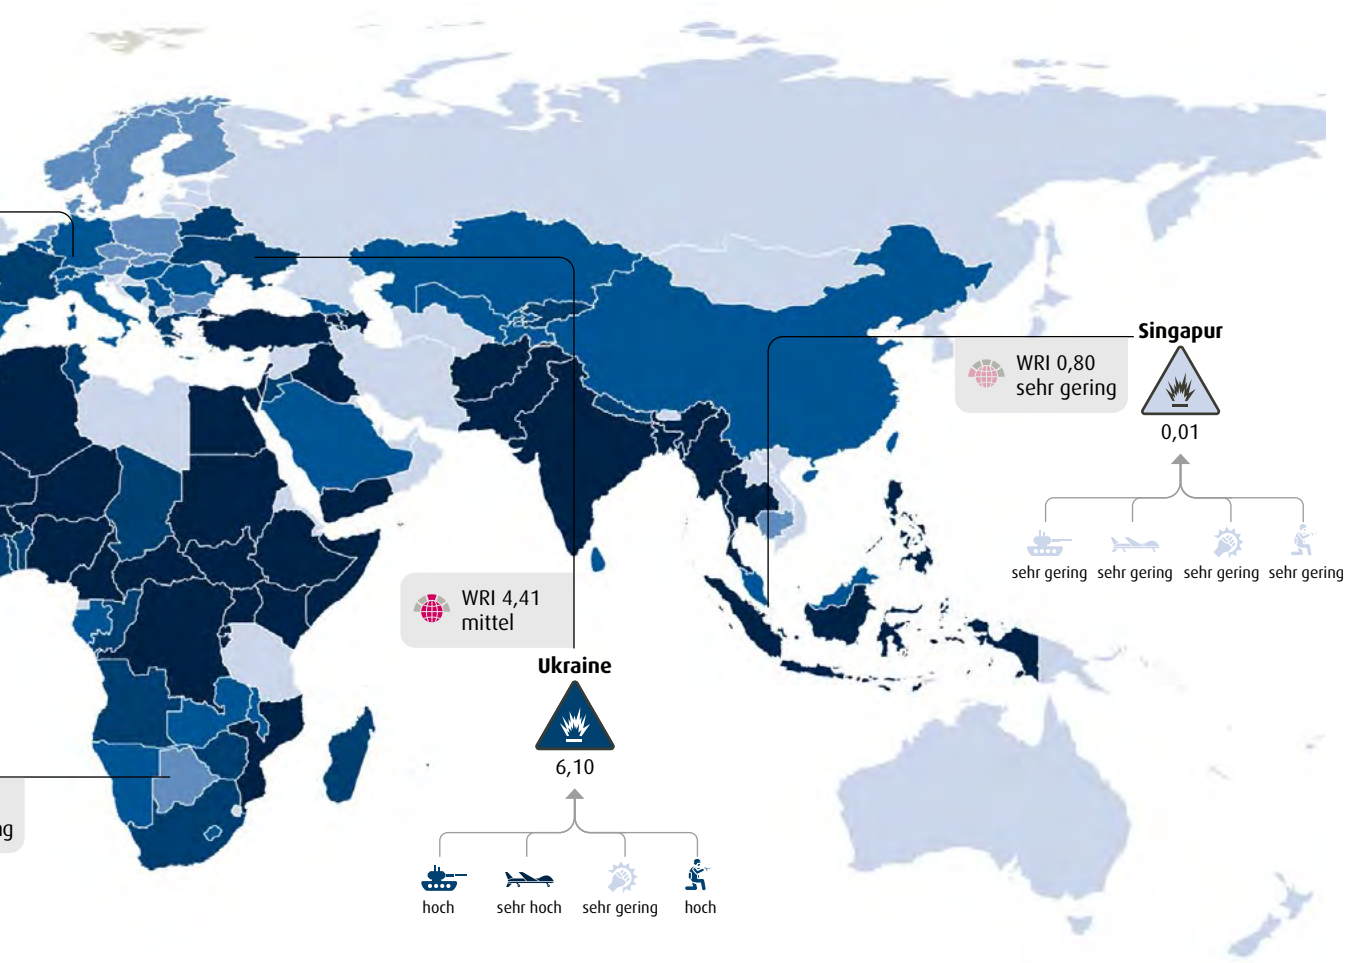 Singapur
WRI 0,80
sehr gering
0,01
sehr gering sehr gering sehr gering sehr gering
WRI 4,41
mittel
Ukraine
6,10
hoch sehr hoch sehr gering hoch